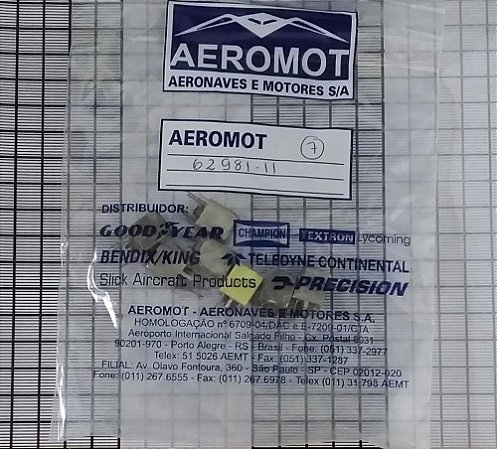 AEROMOT
AERONAVES E MOTORES S/A
AEROMOT 7
62981-11
DISTRIBUIDOR:
GOODYEAR CHAMPION TEXTRON Lycoming
BENDIX/KING TELEDYNE CONTINENTAL
Slick Aircraft Products PRECISION
AEROMOT - AERONAVES E MOTORES S.A.
HOMOLOGAÇÃO nº 6709-04/DAC e E-7209-01/CTA
Aeroporto Internacional Salgado Filho - Cx. Postal 8031
90201-970 - Porto Alegre - RS - Brasil - Fone: (051) 337-2977
Telex: 51 5026 AEMT - Fax: (051) 337-1287
FILIAL: Av. Olavo Fontoura, 360 - São Paulo - SP - CEP 02012-020
Fone: (011) 267.6555 - Fax: (011) 267.6978 - Telex (011) 31.798 AEMT